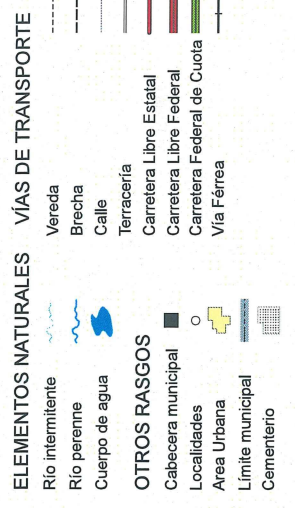 ELEMENTOS NATURALES
Río intermitente
Río perenne
Cuerpo de agua
OTROS RASGOS
Cabecera municipal
Localidades
Area Urbana
Límite municipal
Cementerio
VÍAS DE TRANSPORTE
Vereda
Brecha
Calle
Terracería
Carretera Libre Estatal
Carretera Libre Federal
Carretera Federal de Cuota
Vía Férrea